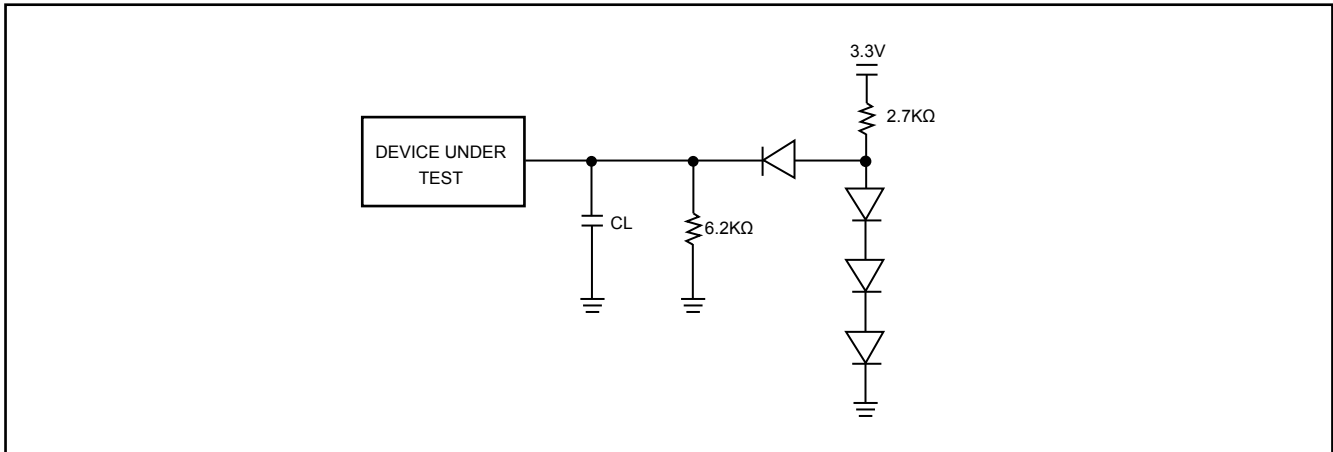 3.3V
2.7KΩ
DEVICE UNDER
TEST
CL
6.2KΩ